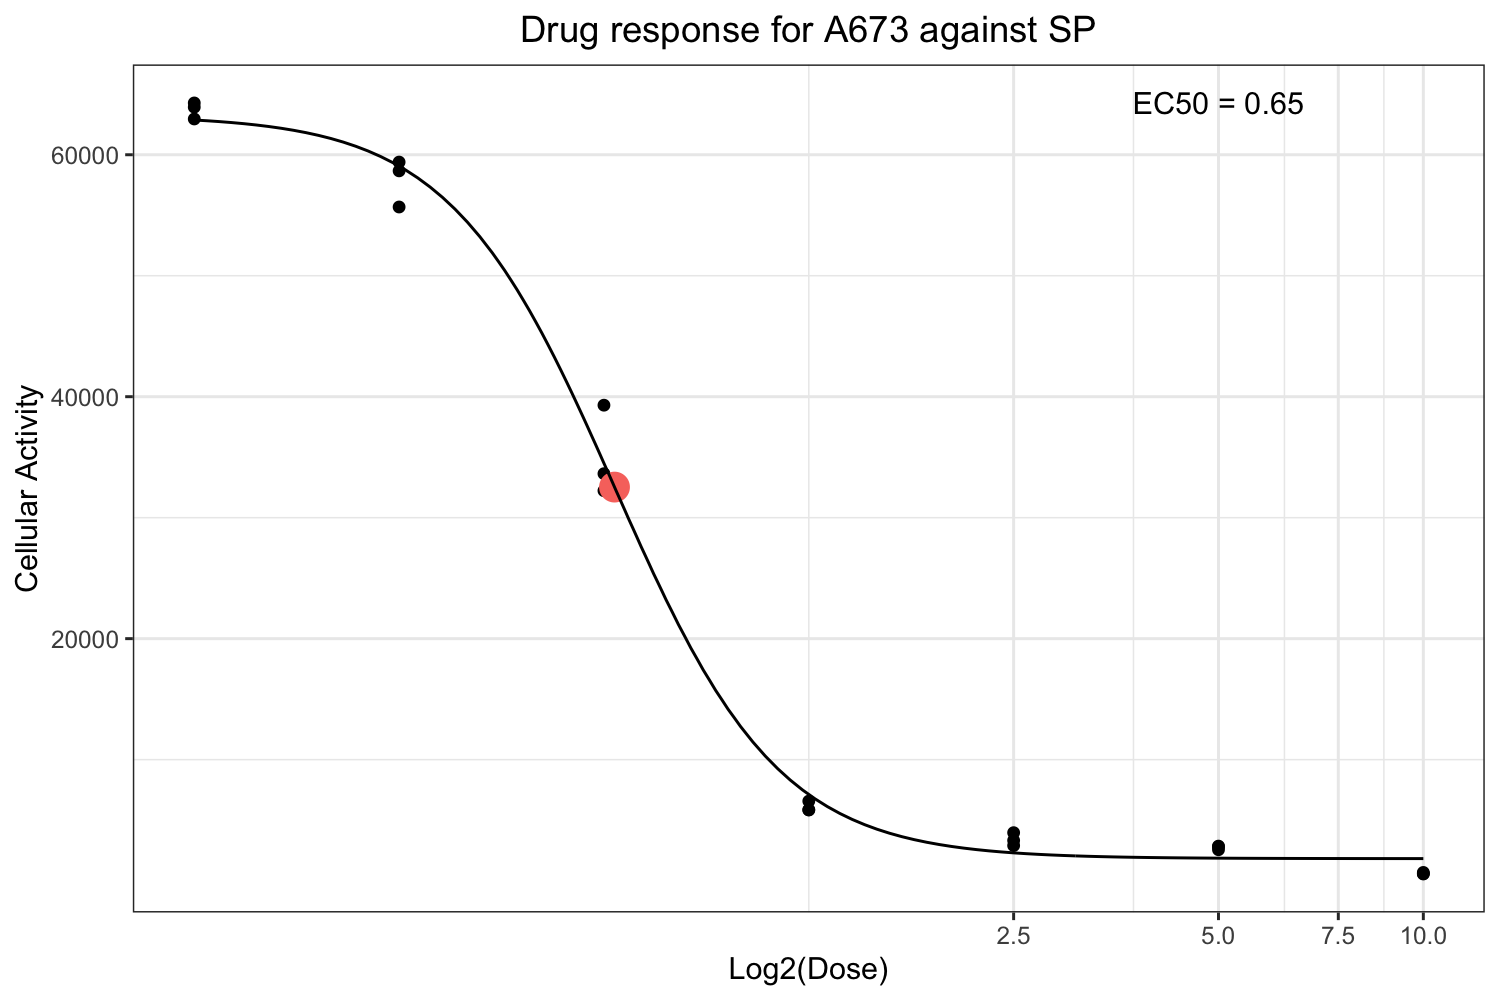 Drug response for A673 against SP
EC50 = 0.65
60000
40000
20000
Cellular Activity
2.5 5.0 7.5 10.0
Log2(Dose)